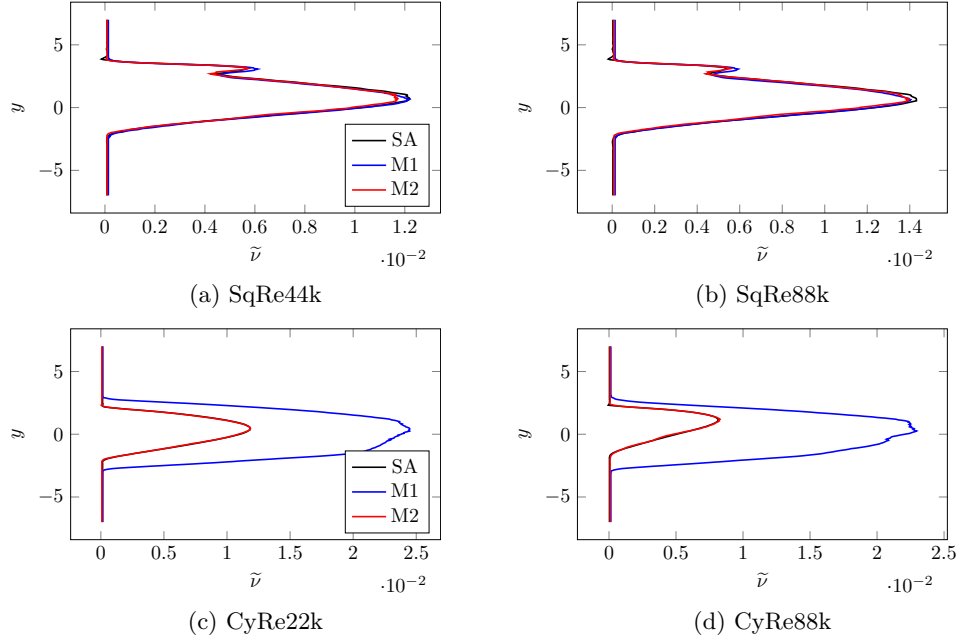 5
0
−5
y
0 0.2 0.4 0.6 0.8 1 1.2
·10−2
ν̃
SA
M1
M2
(a) SqRe44k
5
0
−5
y
0 0.2 0.4 0.6 0.8 1 1.2 1.4
·10−2
ν̃
(b) SqRe88k
5
0
−5
y
0 0.5 1 1.5 2 2.5
·10−2
ν̃
SA
M1
M2
(c) CyRe22k
5
0
−5
y
0 0.5 1 1.5 2 2.5
·10−2
ν̃
(d) CyRe88k